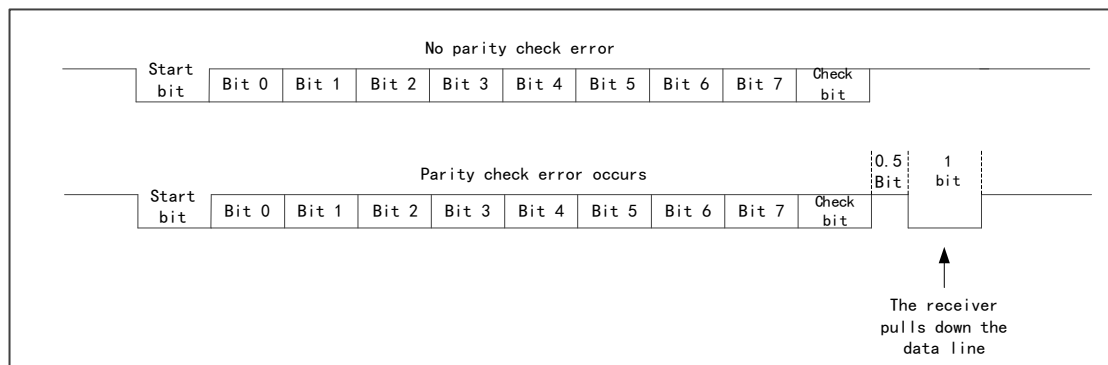 No parity check error
Start bit Bit 0 Bit 1 Bit 2 Bit 3 Bit 4 Bit 5 Bit 6 Bit 7 Check bit
Parity check error occurs
0.5 Bit 1 bit
Start bit Bit 0 Bit 1 Bit 2 Bit 3 Bit 4 Bit 5 Bit 6 Bit 7 Check bit
The receiver
pulls down the
data line